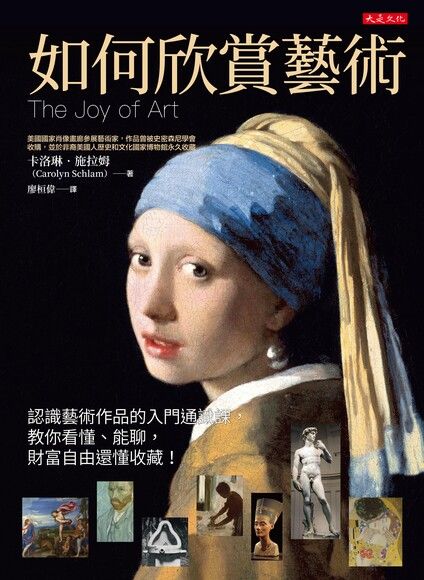 大是文化
如何欣賞藝術
The Joy of Art
美國國家肖像畫廊參展藝術家，作品曾被史密森尼學會
收購，並於非裔美國人歷史和文化國家博物館永久收藏
卡洛琳・施拉姆
（Carolyn Schlam）—著
廖桓偉—譯
認識藝術作品的入門通識課，
教你看懂、能聊，
財富自由還懂收藏！